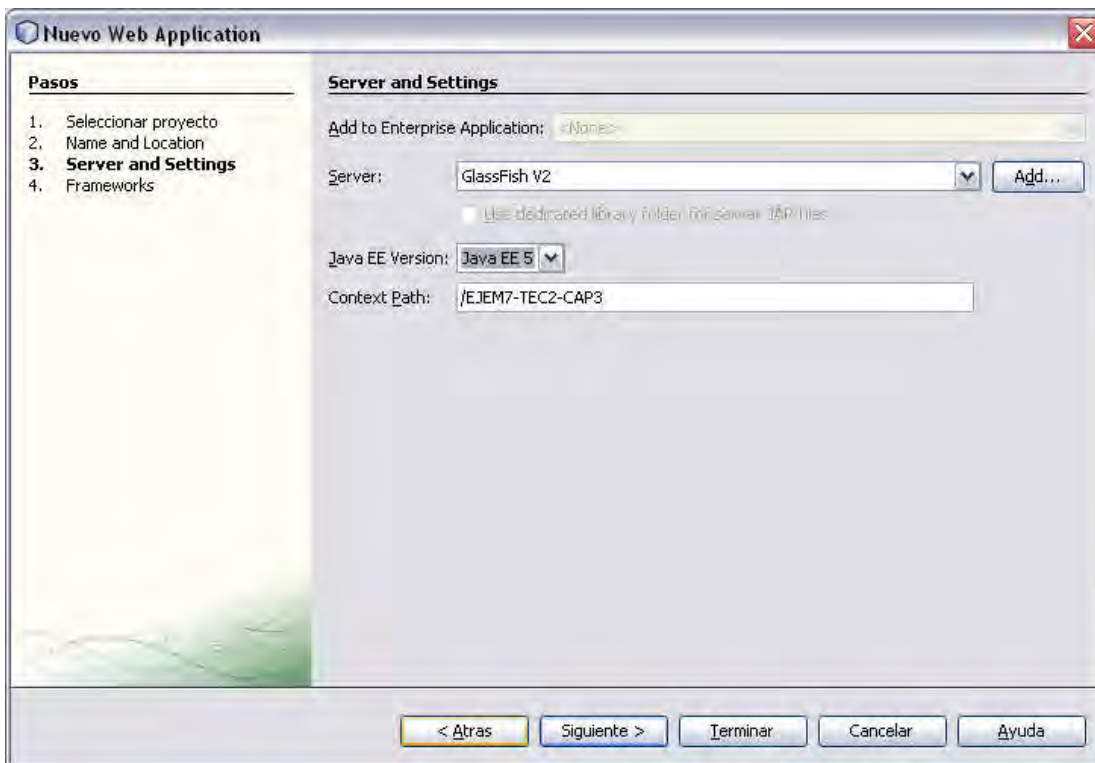 Nuevo Web Application
Pasos
1. Seleccionar proyecto
2. Name and Location
3. Server and Settings
4. Frameworks
Server and Settings
Add to Enterprise Application: <None>
Server: GlassFish V2 Add...
Use dedicated library folder for server JAR files
Java EE Version: Java EE 5
Context Path: /EJEM7-TEC2-CAP3
< Atras Siguiente > Terminar Cancelar Ayuda